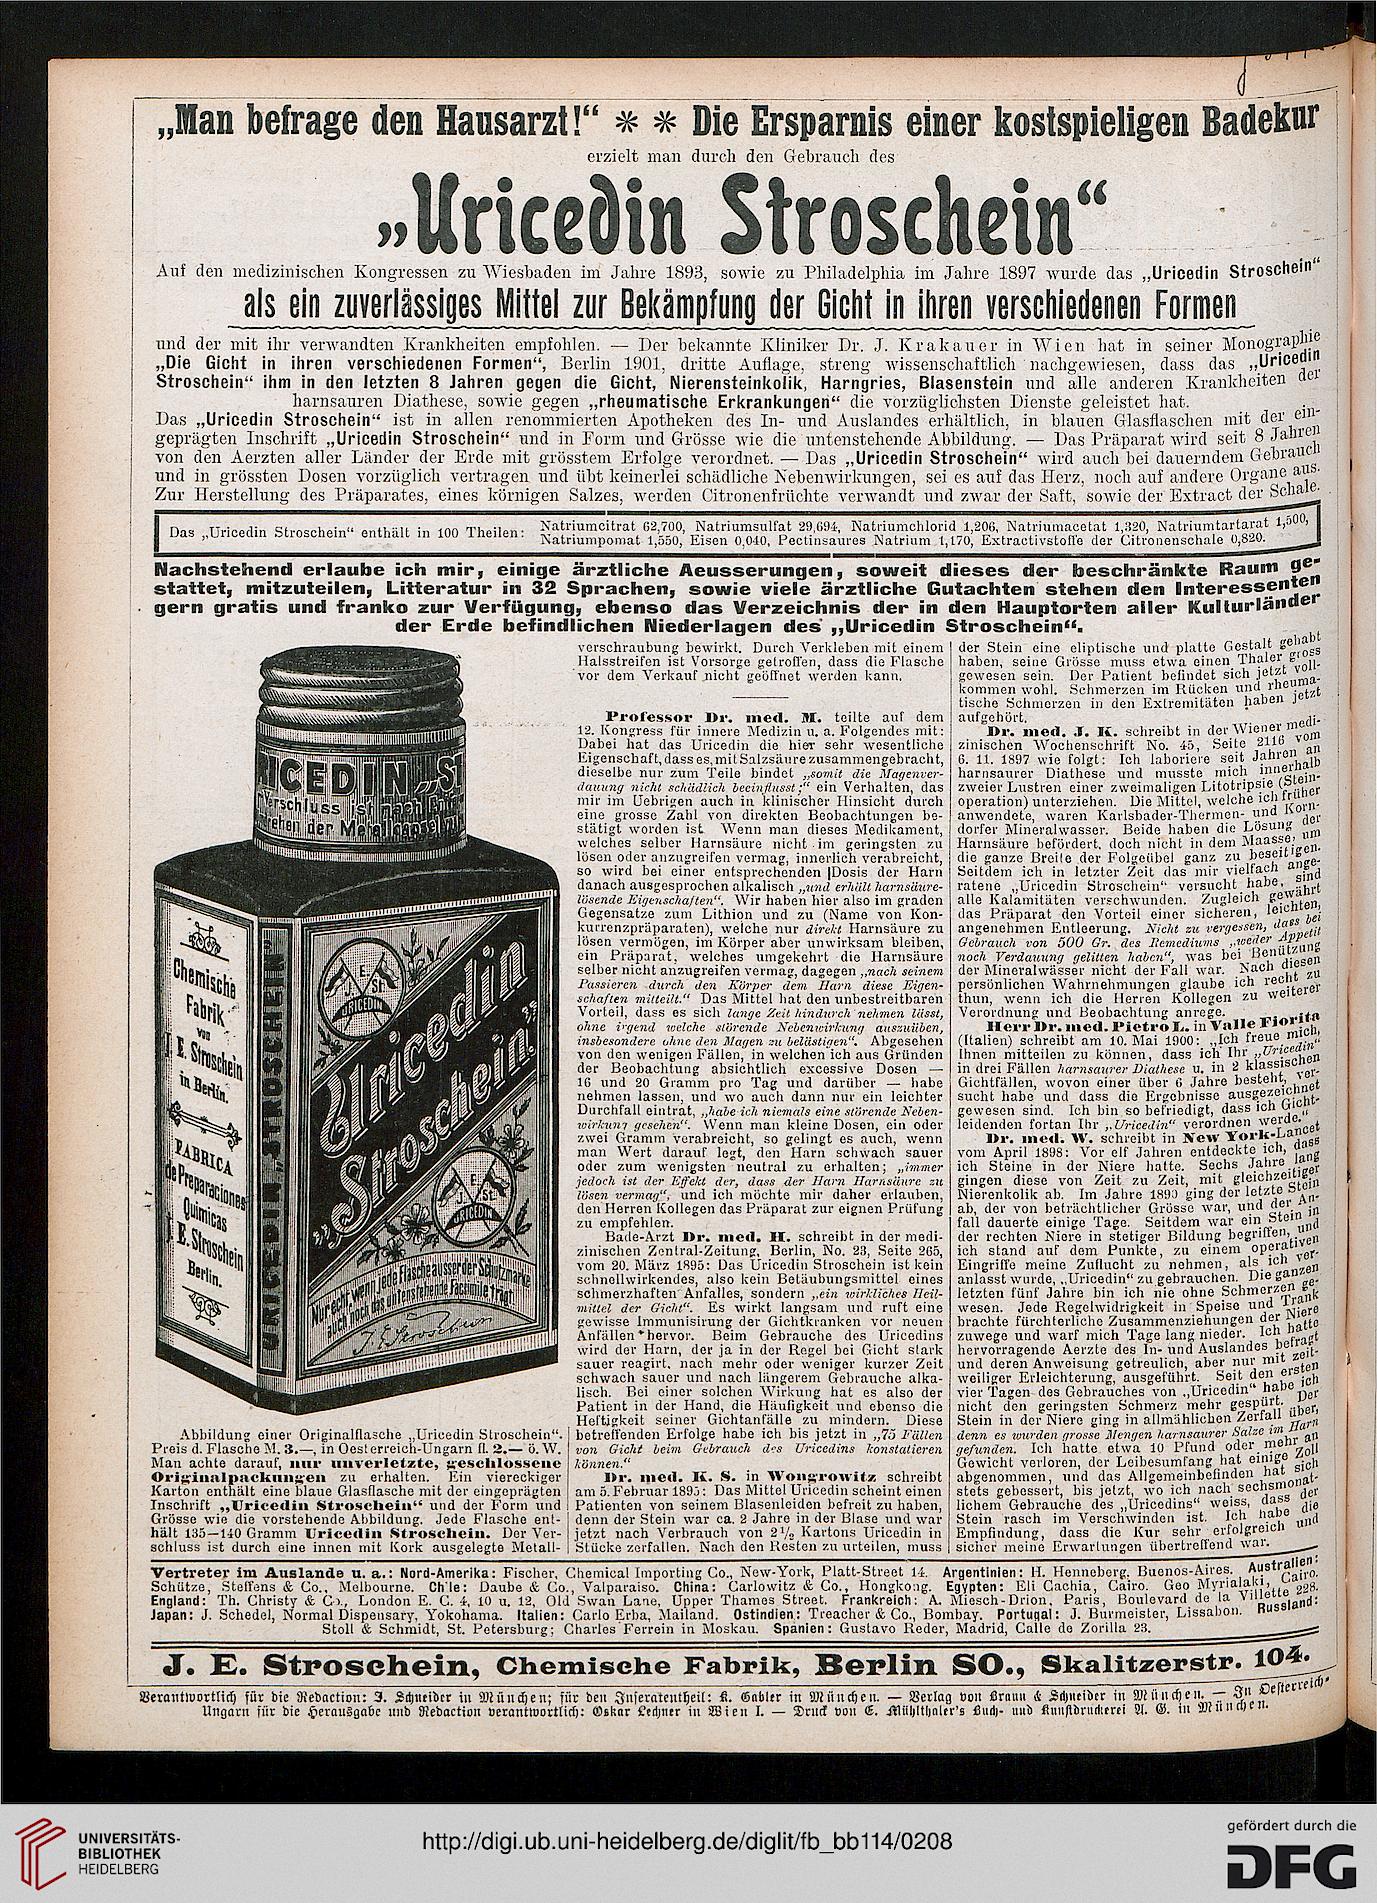 „Man befrage den Hausarzt!“ * * Die Ersparnis einer kostspieligen Badekur
erzielt man durch den Gebrauch des
„Uricedin Stroschein“
Auf den medizinischen Kongressen zu Wiesbaden im Jahre 1893, sowie zu Philadelphia im Jahre 1897 wurde das „Uricedin Stroschein“
als ein zuverlässiges Mittel zur Bekämpfung der Gicht in ihren verschiedenen Formen
und der mit ihr verwandten Krankheiten empfohlen. — Der bekannte Kliniker Dr. J. Krakauer in Wien hat in seiner Monographie
„Die Gicht in ihren verschiedenen Formen“, Berlin 1901, dritte Auflage, streng wissenschaftlich nachgewiesen, dass das „Uricedin
Stroschein“ ihm in den letzten 8 Jahren gegen die Gicht, Nierensteinkolik, Harngries, Blasenstein und alle anderen Krankheiten der
harnsauren Diathese, sowie gegen „rheumatische Erkrankungen“ die vorzüglichsten Dienste geleistet hat.
Das „Uricedin Stroschein“ ist in allen renommierten Apotheken des In- und Auslandes erhältlich, in blauen Glasflaschen mit der ein-
geprägten Inschrift „Uricedin Stroschein“ und in Form und Grösse wie die untenstehende Abbildung. — Das Präparat wird seit 8 Jahren
von den Aerzten aller Länder der Erde mit grösstem Erfolge verordnet. — Das „Uricedin Stroschein“ wird auch bei dauerndem Gebrauch
und in grössten Dosen vorzüglich vertragen und übt keinerlei schädliche Nebenwirkungen, sei es auf das Herz, noch auf andere Organe aus.
Zur Herstellung des Präparates, eines körnigen Salzes, werden Citronenfrüchte verwandt und zwar der Saft, sowie der Extract der Schale.
Das „Uricedin Stroschein“ enthält in 100 Theilen: Natriumcitrat 62,700, Natriumsulfat 29,694, Natriumchlorid 1,206, Natriumacetat 1,320, Natriumtartarat 1,500,
Natriumpomat 1,550, Eisen 0,040, Pectinsaures Natrium 1,170, Extractivstoffe der Citronenschale 0,820.
Nachstehend erlaube ich mir, einige ärztliche Aeusserungen, soweit dieses der beschränkte Raum ge-
stattet, mitzuteilen, Litteratur in 32 Sprachen, sowie viele ärztliche Gutachten stehen den Interessenten
gern gratis und franko zur Verfügung, ebenso das Verzeichnis der in den Hauptorten aller Kulturländer
der Erde befindlichen Niederlagen des „Uricedin Stroschein“.
ICEDIN „ST
Verschluss ist nach
drehen der Metallcapsel
Chemische
Fabrik
von
J. E. Stroschein
in Berlin.
FABRICA
de Preparaciones
Quimicas
J. E. Stroschein
Berlin.
URICEDIN „STROSCHEIN“
E.
J. St.
URICEDIN
Uricedin
„Stroschein“
E.
J. St.
URICEDIN
Nur echt, wenn jede Flasche ausser der Schutzmarke
auch noch das untenstehende Facsimile trägt
J. E. Stroschein
Abbildung einer Originalflasche „Uricedin Stroschein“.
Preis d. Flasche M. 3.—, in Oesterreich-Ungarn fl. 2.— ö. W.
Man achte darauf, nur unverletzte, geschlossene
Originalpackungen zu erhalten. Ein viereckiger
Karton enthält eine blaue Glasflasche mit der eingeprägten
Inschrift „Uricedin Stroschein“ und der Form und
Grösse wie die vorstehende Abbildung. Jede Flasche ent-
hält 135—140 Gramm Uricedin Stroschein. Der Ver-
schluss ist durch eine innen mit Kork ausgelegte Metall-
verschraubung bewirkt. Durch Verkleben mit einem
Halsstreifen ist Vorsorge getroffen, dass die Flasche
vor dem Verkauf nicht geöffnet werden kann.
Professor Dr. med. M. teilte auf dem
12. Kongress für innere Medizin u. a. Folgendes mit:
Dabei hat das Uricedin die hier sehr wesentliche
Eigenschaft, dass es, mit Salzsäure zusammengebracht,
dieselbe nur zum Teile bindet „somit die Magenver-
dauung nicht schädlich beeinflusst;“ ein Verhalten, das
mir im Uebrigen auch in klinischer Hinsicht durch
eine grosse Zahl von direkten Beobachtungen be-
stätigt worden ist. Wenn man dieses Medikament,
welches selber Harnsäure nicht im geringsten zu
lösen oder anzugreifen vermag, innerlich verabreicht,
so wird bei einer entsprechenden Dosis der Harn
danach ausgesprochen alkalisch „und erhält harnsäure-
lösende Eigenschaften“. Wir haben hier also im graden
Gegensatze zum Lithion und zu (Name von Kon-
kurrenzpräparaten), welche nur direkt Harnsäure zu
lösen vermögen, im Körper aber unwirksam bleiben,
ein Präparat, welches umgekehrt die Harnsäure
selber nicht anzugreifen vermag, dagegen „nach seinem
Passieren durch den Körper dem Harn diese Eigen-
schaften mitteilt.“ Das Mittel hat den unbestreitbaren
Vorteil, dass es sich lange Zeit hindurch nehmen lässt,
ohne irgend welche störende Nebenwirkung auszuüben,
insbesondere ohne den Magen zu belästigen“. Abgesehen
von den wenigen Fällen, in welchen ich aus Gründen
der Beobachtung absichtlich excessive Dosen —
16 und 20 Gramm pro Tag und darüber — habe
nehmen lassen, und wo auch dann nur ein leichter
Durchfall eintrat, „habe ich niemals eine störende Neben-
wirkung gesehen“. Wenn man kleine Dosen, ein oder
zwei Gramm verabreicht, so gelingt es auch, wenn
man Wert darauf legt, den Harn schwach sauer
oder zum wenigsten neutral zu erhalten; „immer
jedoch ist der Effekt der, dass der Harn Harnsäure zu
lösen vermag“, und ich möchte mir daher erlauben,
den Herren Kollegen das Präparat zur eignen Prüfung
zu empfehlen.
Bade-Arzt Dr. med. H. schreibt in der medi-
zinischen Zentral-Zeitung, Berlin, No. 23, Seite 265,
vom 20. März 1895: Das Uricedin Stroschein ist kein
schnellwirkendes, also kein Betäubungsmittel eines
schmerzhaften Anfalles, sondern „ein wirkliches Heil-
mittel der Gicht“. Es wirkt langsam und ruft eine
gewisse Immunisirung der Gichtkranken vor neuen
Anfällen hervor. Beim Gebrauche des Uricedins
wird der Harn, der ja in der Regel bei Gicht stark
sauer reagirt, nach mehr oder weniger kurzer Zeit
schwach sauer und nach längerem Gebrauche alka-
lisch. Bei einer solchen Wirkung hat es also der
Patient in der Hand, die Häufigkeit und ebenso die
Heftigkeit seiner Gichtanfälle zu mindern. Diese
betreffenden Erfolge habe ich bis jetzt in „75 Fällen
von Gicht beim Gebrauch des Uricedins konstatieren
können.“
Dr. med. K. S. in Wongrowitz schreibt
am 5. Februar 1895: Das Mittel Uricedin scheint einen
Patienten von seinem Blasenleiden befreit zu haben,
denn der Stein war ca. 2 Jahre in der Blase und war
jetzt nach Verbrauch von 2½ Kartons Uricedin in
Stücke zerfallen. Nach den Resten zu urteilen, muss
der Stein eine eliptische und platte Gestalt gehabt
haben, seine Grösse muss etwa einen Thaler gross
gewesen sein. Der Patient befindet sich jetzt voll-
kommen wohl. Schmerzen im Rücken und rheuma-
tische Schmerzen in den Extremitäten haben jetzt
aufgehört.
Dr. med. J. K. schreibt in der Wiener medi-
zinischen Wochenschrift No. 45, Seite 2116 vom
6. 11. 1897 wie folgt: Ich laboriere seit Jahren an
harnsaurer Diathese und musste mich innerhalb
zweier Lustren einer zweimaligen Litotripsie (Stein-
operation) unterziehen. Die Mittel, welche ich früher
anwendete, waren Karlsbader-Thermen- und Korn-
dorfer Mineralwasser. Beide haben die Lösung der
Harnsäure befördert, doch nicht in dem Maasse, um
die ganze Breite der Folgeübel ganz zu beseitigen.
Seitdem ich in letzter Zeit das mir vielfach ange-
ratene „Uricedin Stroschein“ versucht habe, sind
alle Kalamitäten verschwunden. Zugleich gewährt
das Präparat den Vorteil einer sicheren, leichten,
angenehmen Entleerung. Nicht zu vergessen, dass bei
Gebrauch von 500 Gr. des Remediums „weder Appetit
noch Verdauung gelitten haben“, was bei Benützung
der Mineralwässer nicht der Fall war. Nach diesen
persönlichen Wahrnehmungen glaube ich recht zu
thun, wenn ich die Herren Kollegen zu weiterer
Verordnung und Beobachtung anrege.
Herr Dr. med. Pietro L. in Valle Fiorita
(Italien) schreibt am 10. Mai 1900: „Ich freue mich,
Ihnen mitteilen zu können, dass ich Ihr „Uricedin“
in drei Fällen harnsaurer Diathese u. in 2 klassischen
Gichtfällen, wovon einer über 6 Jahre besteht, ver-
sucht habe und dass die Ergebnisse ausgezeichnet
gewesen sind. Ich bin so befriedigt, dass ich Gicht-
leidenden fortan Ihr „Uricedin“ verordnen werde.“
Dr. med. W. schreibt in New York-Lancet
vom April 1898: Vor elf Jahren entdeckte ich, dass
ich Steine in der Niere hatte. Sechs Jahre lang
gingen diese von Zeit zu Zeit, mit gleichzeitiger
Nierenkolik ab. Im Jahre 1893 ging der letzte Stein
ab, der von beträchtlicher Grösse war, und der An-
fall dauerte einige Tage. Seitdem war ein Stein in
der rechten Niere in stetiger Bildung begriffen, und
ich stand auf dem Punkte, zu einem operativen
Eingriffe meine Zuflucht zu nehmen, als ich ver-
anlasst wurde, „Uricedin“ zu gebrauchen. Die ganzen
letzten fünf Jahre bin ich nie ohne Schmerzen ge-
wesen. Jede Regelwidrigkeit in Speise und Trank
brachte fürchterliche Zusammenziehungen der Niere
zuwege und warf mich Tage lang nieder. Ich hatte
hervorragende Aerzte des In- und Auslandes befragt
und deren Anweisung getreulich, aber nur mit zeit-
weiliger Erleichterung, ausgeführt. Seit den ersten
vier Tagen des Gebrauches von „Uricedin“ habe ich
nicht den geringsten Schmerz mehr gespürt. Der
Stein in der Niere ging in allmählichen Zerfall über,
denn es wurden grosse Mengen harnsaurer Salze im Harn
gefunden. Ich hatte etwa 10 Pfund oder mehr an
Gewicht verloren, der Leibesumfang hat einige Zoll
abgenommen, und das Allgemeinbefinden hat sich
stets gebessert, bis jetzt, wo ich nach sechsmonat-
lichem Gebrauche des „Uricedins“ weiss, dass der
Stein rasch im Verschwinden ist. Ich habe die
Empfindung, dass die Kur sehr erfolgreich und
sicher meine Erwartungen übertreffend war.
Vertreter im Auslande u. a.: Nord-Amerika: Fischer, Chemical Importing Co., New-York, Platt-Street 14. Argentinien: H. Henneberg, Buenos-Aires. Australien:
Schütze, Steffens & Co., Melbourne. Chile: Daube & Co., Valparaiso. China: Carlowitz & Co., Hongkong. Egypten: Eli Cachia, Cairo. Geo Myrialaki, Cairo.
England: Th. Christy & Co., London E. C. 4, 10 u. 12, Old Swan Lane, Upper Thames Street. Frankreich: A. Miesch-Drion, Paris, Boulevard de la Villette 228.
Japan: J. Schedel, Normal Dispensary, Yokohama. Italien: Carlo Erba, Mailand. Ostindien: Treacher & Co., Bombay. Portugal: J. Burmeister, Lissabon. Russland:
Stoll & Schmidt, St. Petersburg; Charles Ferrein in Moskau. Spanien: Gustavo Reder, Madrid, Calle de Zorilla 23.
J. E. Stroschein, Chemische Fabrik, Berlin SO., Skalitzerstr. 104.
Verantwortlich für die Redaction: J. Schneider in München; für den Inseratentheil: K. Gabler in München. — Verlag von Braun & Schneider in München. — In Oesterreich-
Ungarn für die Herausgabe und Redaction verantwortlich: Oskar Lechner in Wien I. — Druck von E. Mühlthaler's Buch- und Kunstdruckerei A. G. in München.
UNIVERSITÄTS-
BIBLIOTHEK
HEIDELBERG
http://digi.ub.uni-heidelberg.de/diglit/fb_bb114/0208
gefördert durch die
DFG